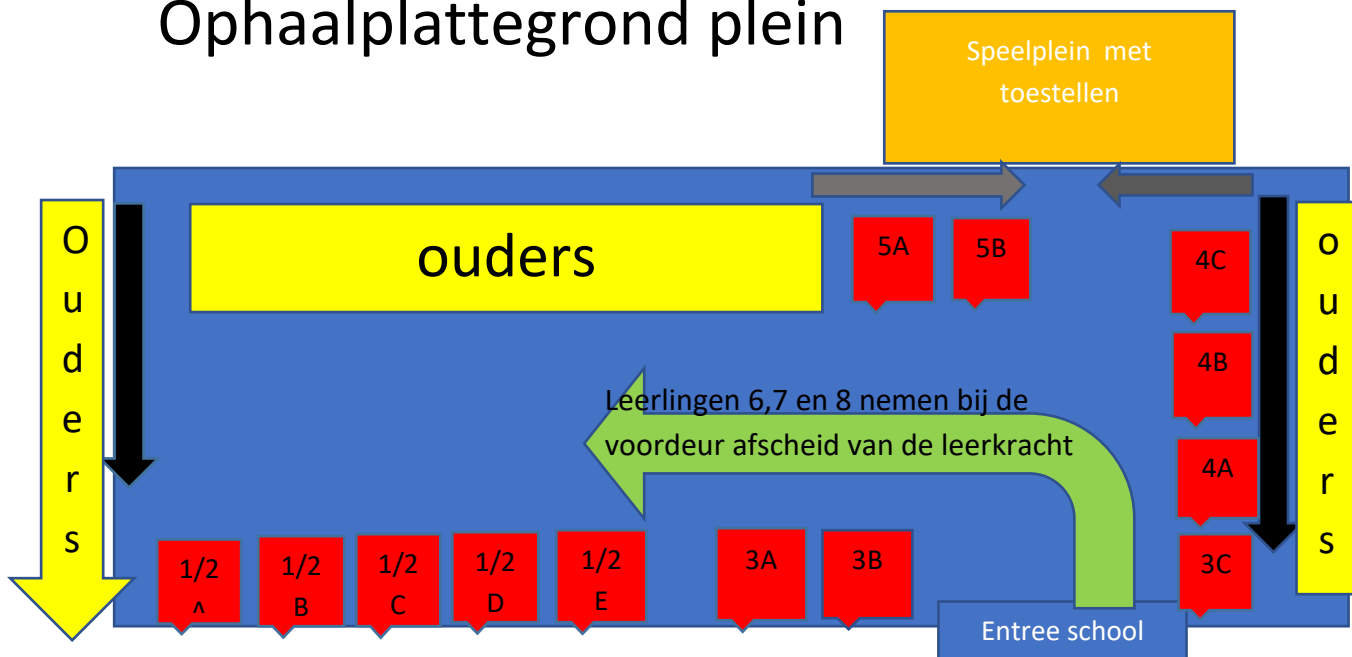 Ophaalplattegrond plein
Speelplein met
toestellen
Ouders
ouders
5A
5B
4C
ouders
4B
Leerlingen 6,7 en 8 nemen bij de
voordeur afscheid van de leerkracht
4A
1/2
1/2
B
1/2
C
1/2
D
1/2
E
3A
3B
3C
Entree school